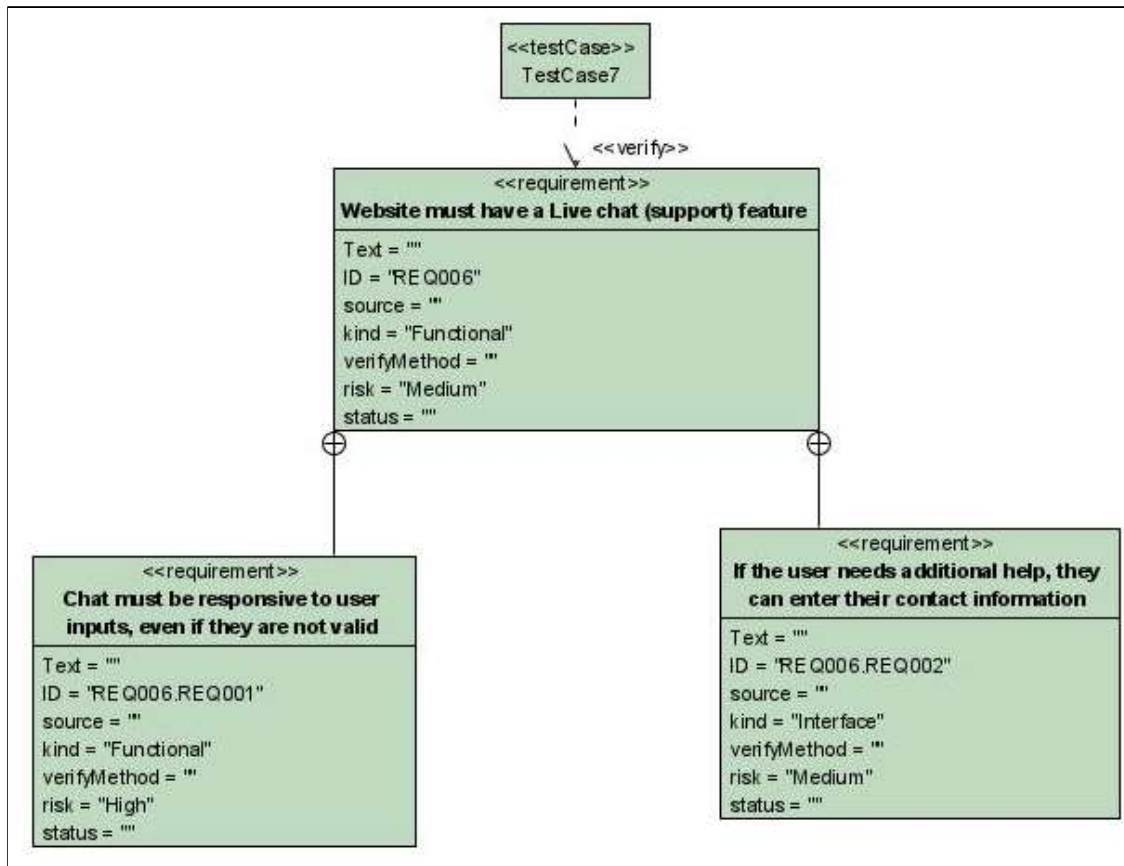 <<testCase>>
TestCase7
<<verify>>
<<requirement>>
Website must have a Live chat (support) feature
Text = ""
ID = "REQ006"
source = ""
kind = "Functional"
verifyMethod = ""
risk = "Medium"
status = ""
<<requirement>>
Chat must be responsive to user
inputs, even if they are not valid
Text = ""
ID = "REQ006.REQ001"
source = ""
kind = "Functional"
verifyMethod = ""
risk = "High"
status = ""
<<requirement>>
If the user needs additional help, they
can enter their contact information
Text = ""
ID = "REQ006.REQ002"
source = ""
kind = "Interface"
verifyMethod = ""
risk = "Medium"
status = ""